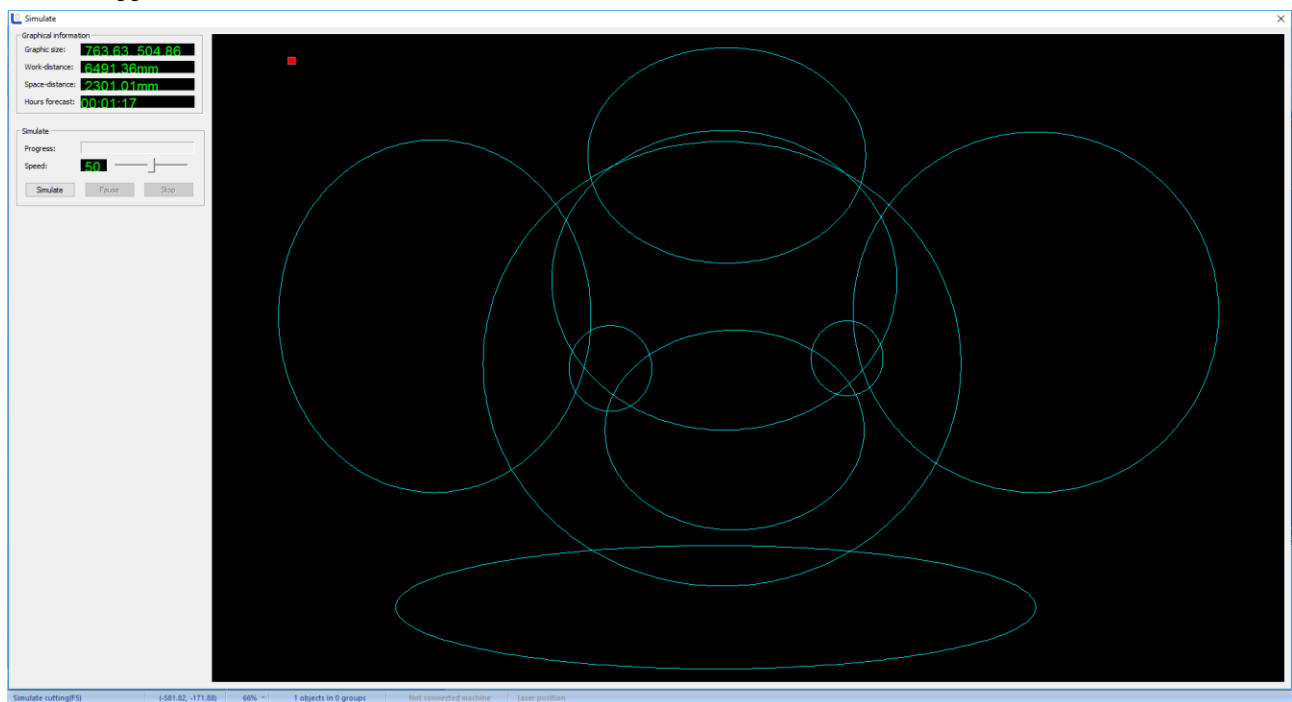 Simulate
Graphical information
Graphic size: 763.63, 504.86
Work-distance: 6491.36mm
Space-distance: 2301.01mm
Hours forecast: 00:01:17
Simulate
Progress:
Speed: 50
Simulate Pause Stop
Simulate cutting(F5) (-581.82, -171.88) 66% 1 objects in 0 groups Not connected machine Laser position